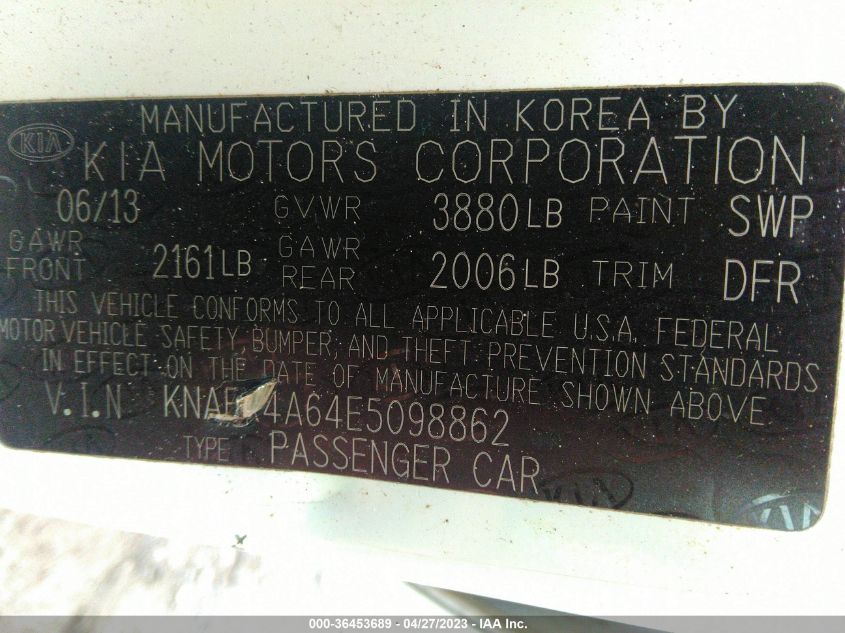 MANUFACTURED IN KOREA BY
KIA KIA MOTORS CORPORATION
06/13 GVWR 3880LB PAINT SWP
GAWR FRONT 2161LB GAWR REAR 2006LB TRIM DFR
THIS VEHICLE CONFORMS TO ALL APPLICABLE U.S.A. FEDERAL
MOTOR VEHICLE SAFETY, BUMPER, AND THEFT PREVENTION STANDARDS
IN EFFECT ON THE DATE OF MANUFACTURE SHOWN ABOVE.
V.I.N
TYPE PASSENGER CAR
KIA
000-36453689 - 04/27/2023 - IAA Inc.